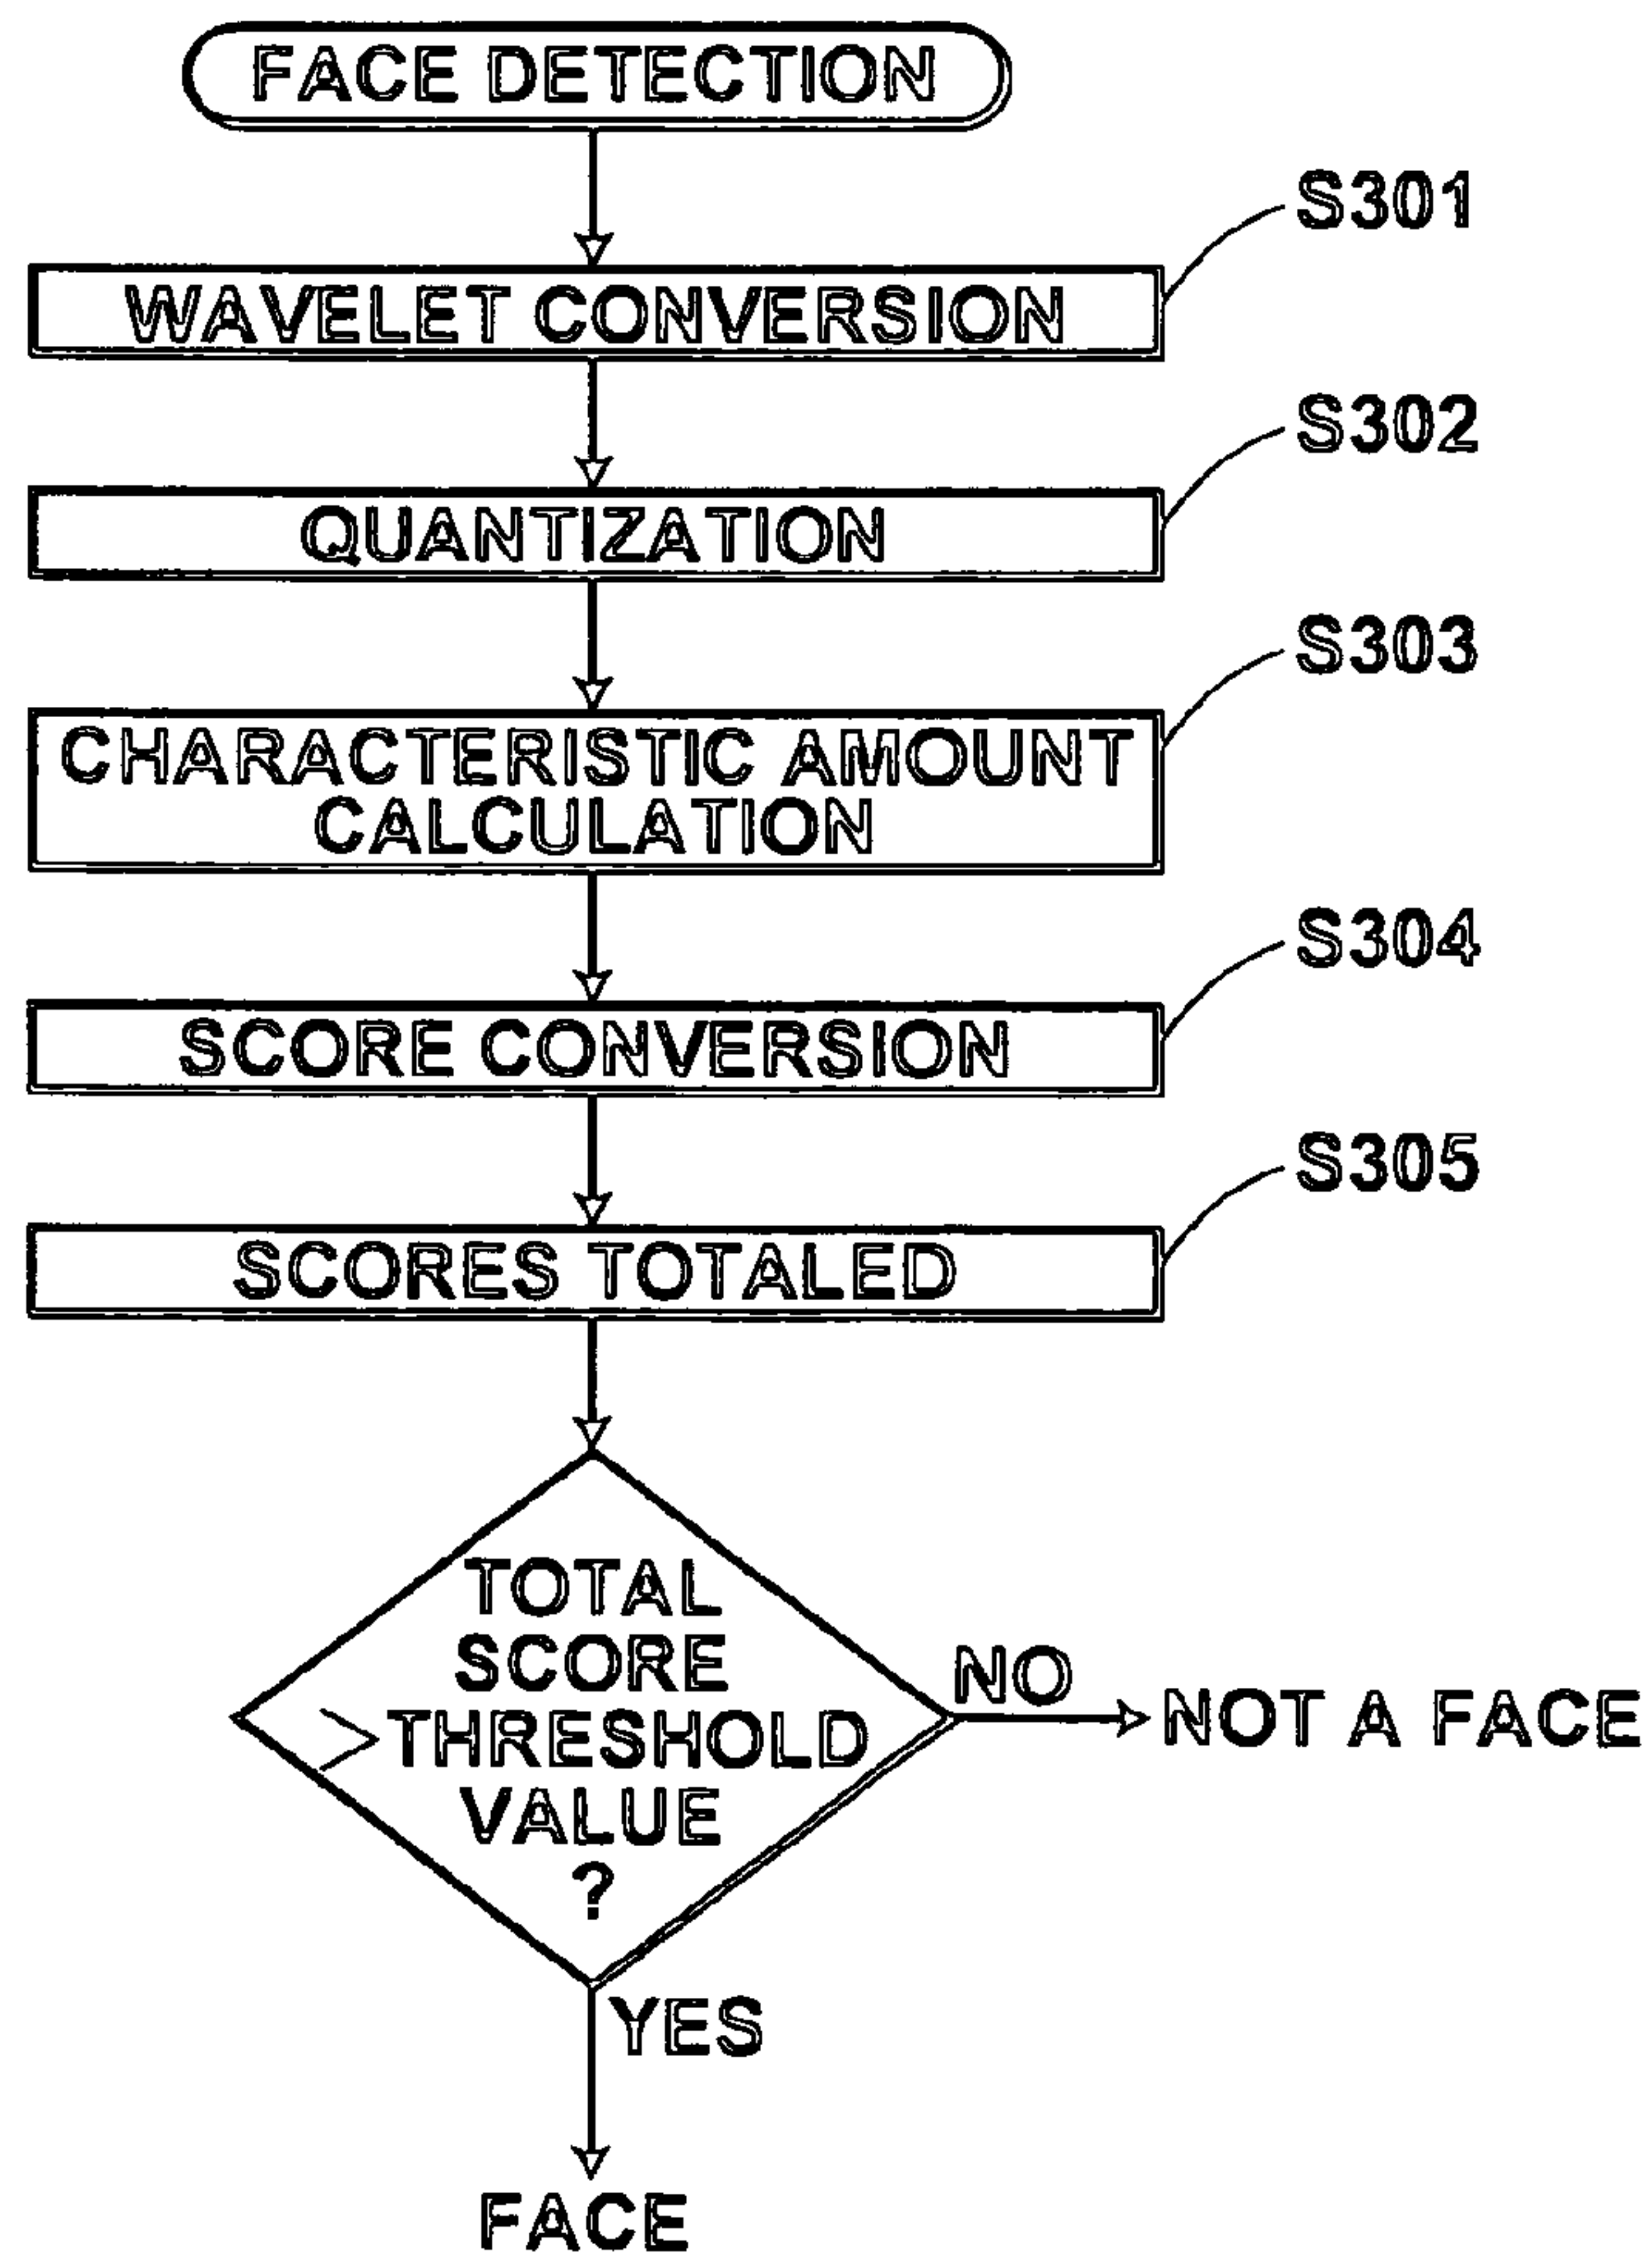 FACE DETECTION
S301
WAVELET CONVERSION
S302
QUANTIZATION
S303
CHARACTERISTIC AMOUNT
CALCULATION
S304
SCORE CONVERSION
S305
SCORES TOTALED
TOTAL
SCORE
>THRESHOLD
VALUE
?
NO
NOT A FACE
YES
FACE